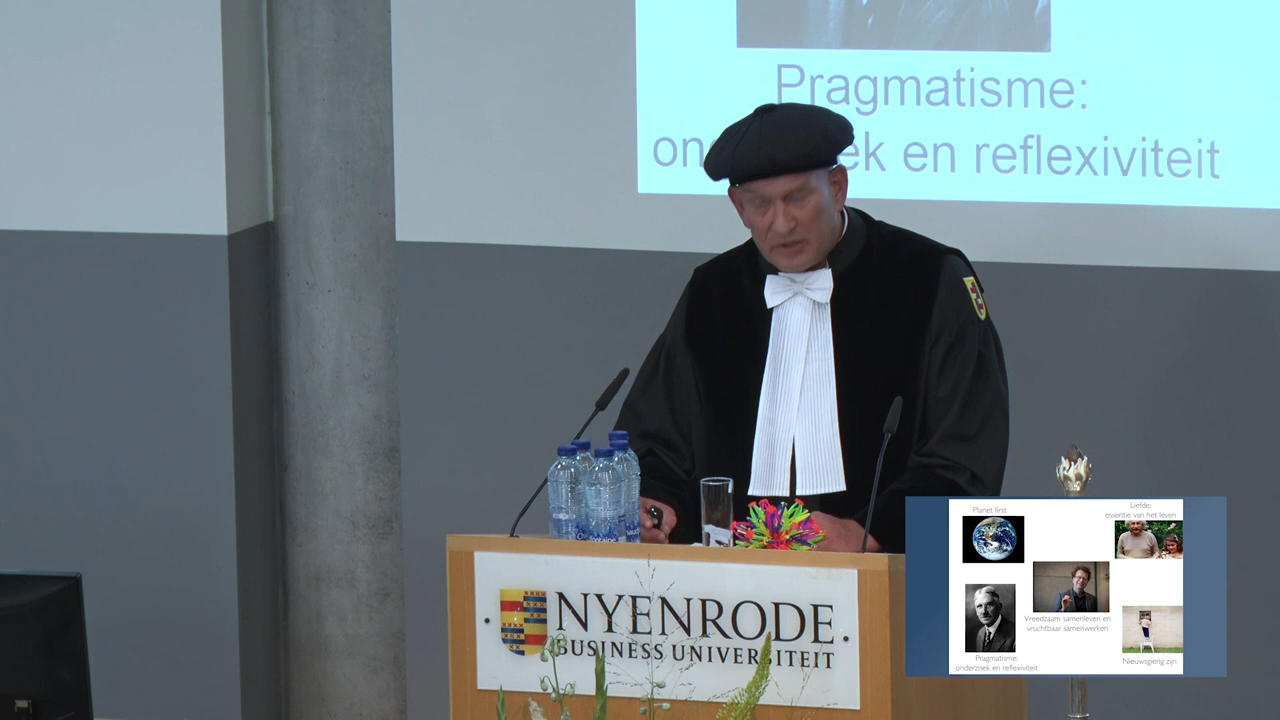 Pragmatisme:
ek en reflexiviteit
NYENRODE.
BUSINESS UNIVERSITEIT
Planet first
Liefde:
essentie van het leven
Vreedzaam samenleven en
vruchtbaar samenwerken
Pragmatisme:
onderzoek en reflexiviteit
Nieuwsgierig zijn